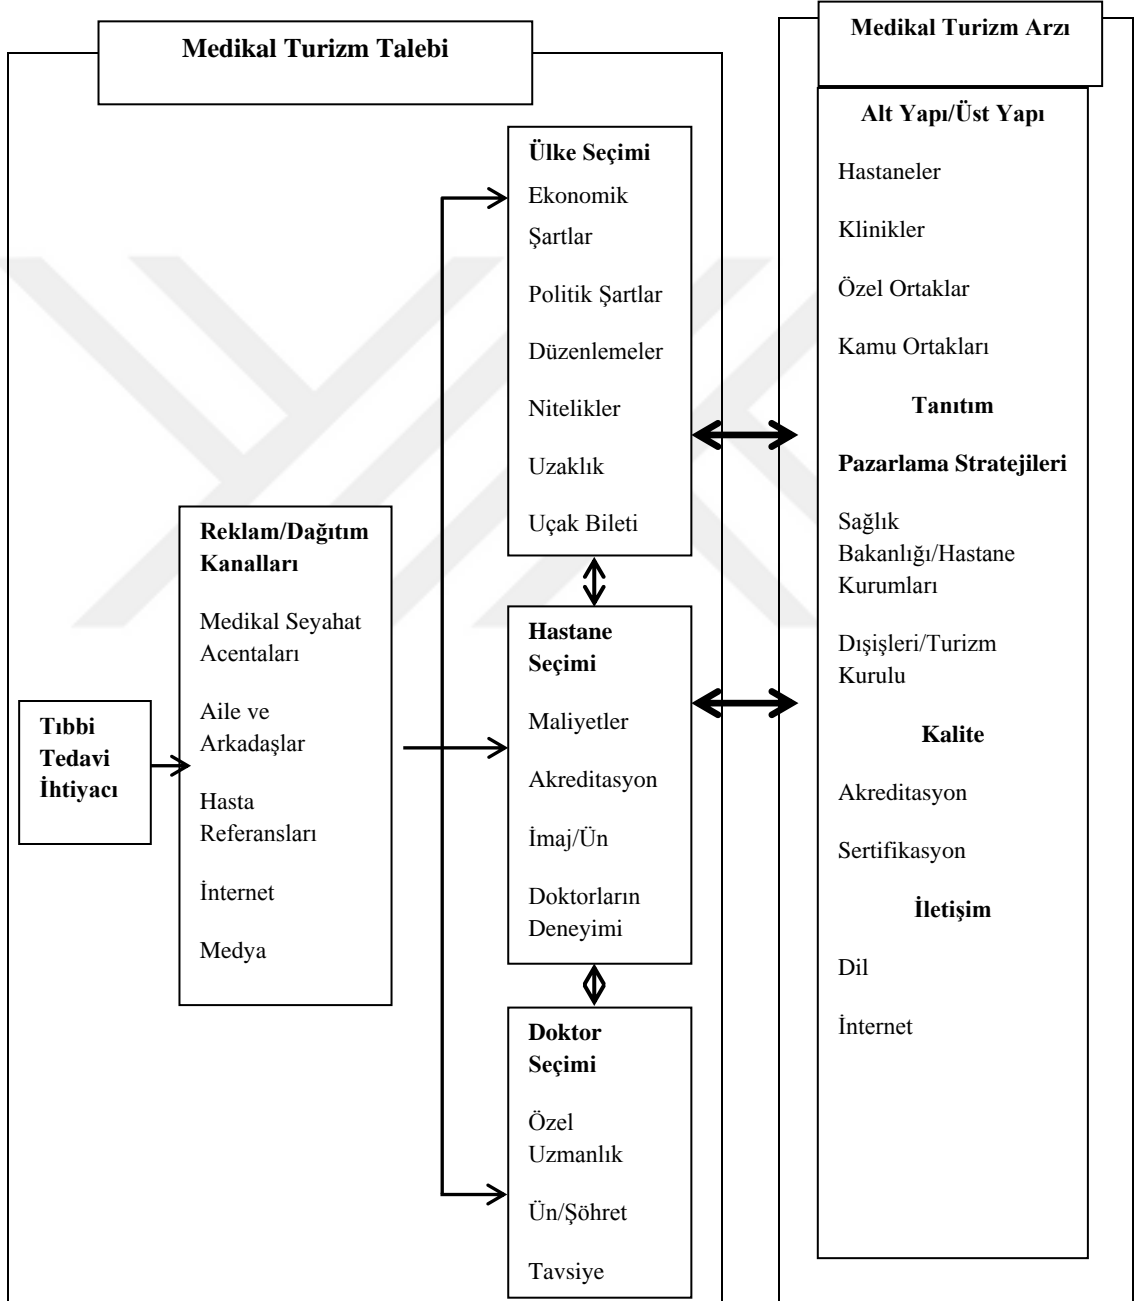 Medikal Turizm Talebi
Tıbbi
Tedavi
İhtiyacı
Reklam/Dağıtım
Kanalları
Medikal Seyahat
Acentaları
Aile ve
Arkadaşlar
Hasta
Referansları
İnternet
Medya
Ülke Seçimi
Ekonomik
Şartlar
Politik Şartlar
Düzenlemeler
Nitelikler
Uzaklık
Uçak Bileti
Hastane
Seçimi
Maliyetler
Akreditasyon
İmaj/Ün
Doktorların
Deneyimi
Doktor
Seçimi
Özel
Uzmanlık
Ün/Şöhret
Tavsiye
Medikal Turizm Arzı
Alt Yapı/Üst Yapı
Hastaneler
Klinikler
Özel Ortaklar
Kamu Ortakları
Tanıtım
Pazarlama Stratejileri
Sağlık
Bakanlığı/Hastane
Kurumları
Dışişleri/Turizm
Kurulu
Kalite
Akreditasyon
Sertifikasyon
İletişim
Dil
İnternet